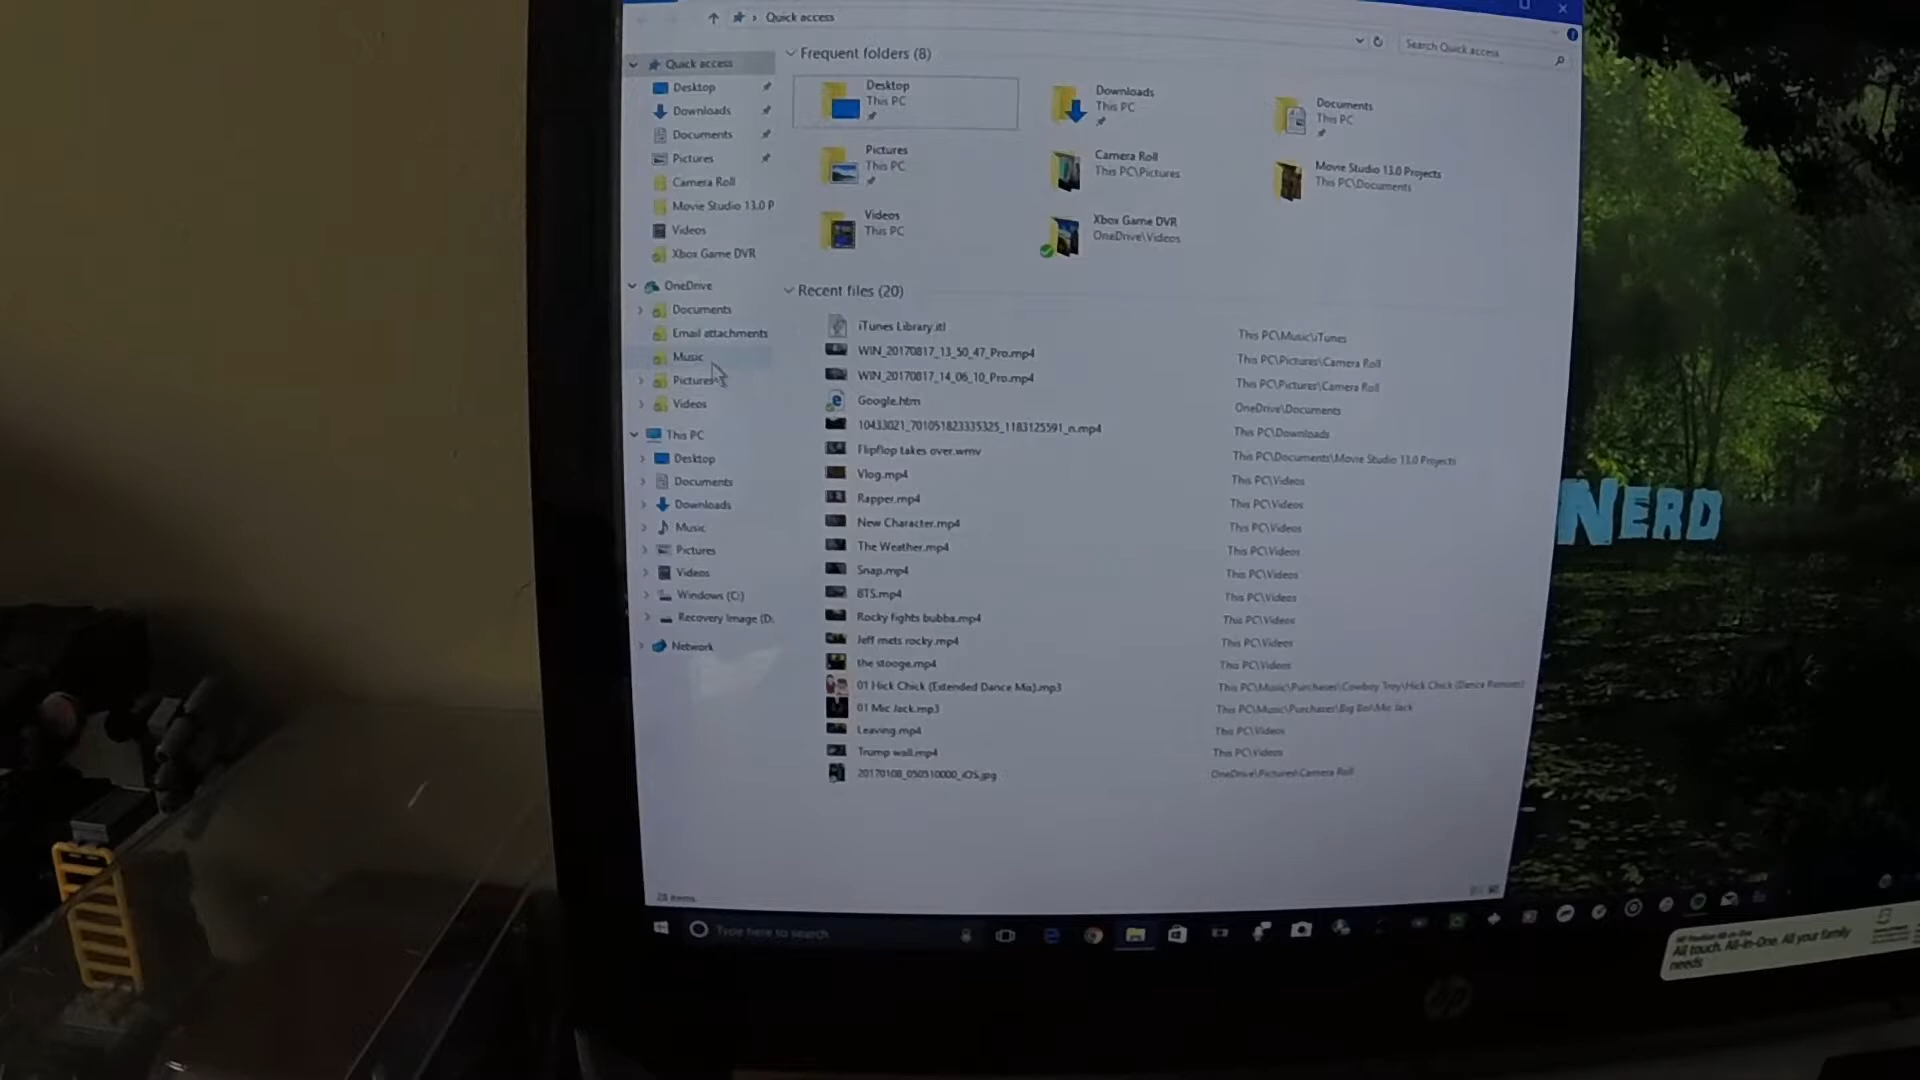 Quick access
Search Quick access
Quick access
Desktop
Downloads
Documents
Pictures
Camera Roll
Movie Studio 13.0 P
Videos
Xbox Game DVR
OneDrive
Documents
Email attachments
Music
Pictures
Videos
This PC
Desktop
Documents
Downloads
Music
Pictures
Videos
Windows (C:)
Recovery Image (D:
Network
Frequent folders (8)
Desktop
This PC
Downloads
This PC
Documents
This PC
Pictures
This PC
Camera Roll
This PC\Pictures
Movie Studio 13.0 Projects
This PC\Documents
Videos
This PC
Xbox Game DVR
OneDrive\Videos
Recent files (20)
iTunes Library.itl This PC\Music\iTunes
WIN_20170817_13_50_47_Pro.mp4 This PC\Pictures\Camera Roll
WIN_20170817_14_06_10_Pro.mp4 This PC\Pictures\Camera Roll
Google.htm OneDrive\Documents
10433021_701051823335325_1183125591_n.mp4 This PC\Downloads
Flipflop takes over.wmv This PC\Documents\Movie Studio 13.0 Projects
Vlog.mp4 This PC\Videos
Rapper.mp4 This PC\Videos
New Character.mp4 This PC\Videos
The Weather.mp4 This PC\Videos
Snap.mp4 This PC\Videos
BTS.mp4 This PC\Videos
Rocky fights bubba.mp4 This PC\Videos
Jeff mets rocky.mp4 This PC\Videos
the stooge.mp4 This PC\Videos
01 Hick Chick (Extended Dance Mix).mp3 This PC\Music\Purchases\Cowboy Troy\Hick Chick (Dance Remixes)
01 Mic Jack.mp3 This PC\Music\Purchases\Big Boi\Mic Jack
Leaving.mp4 This PC\Videos
Trump wall.mp4 This PC\Videos
20170108_050510000_iOS.jpg OneDrive\Pictures\Camera Roll
28 items
Type here to search
NERD
HP Pavilion All-in-One
All touch. All-in-One. All your family
needs
hp